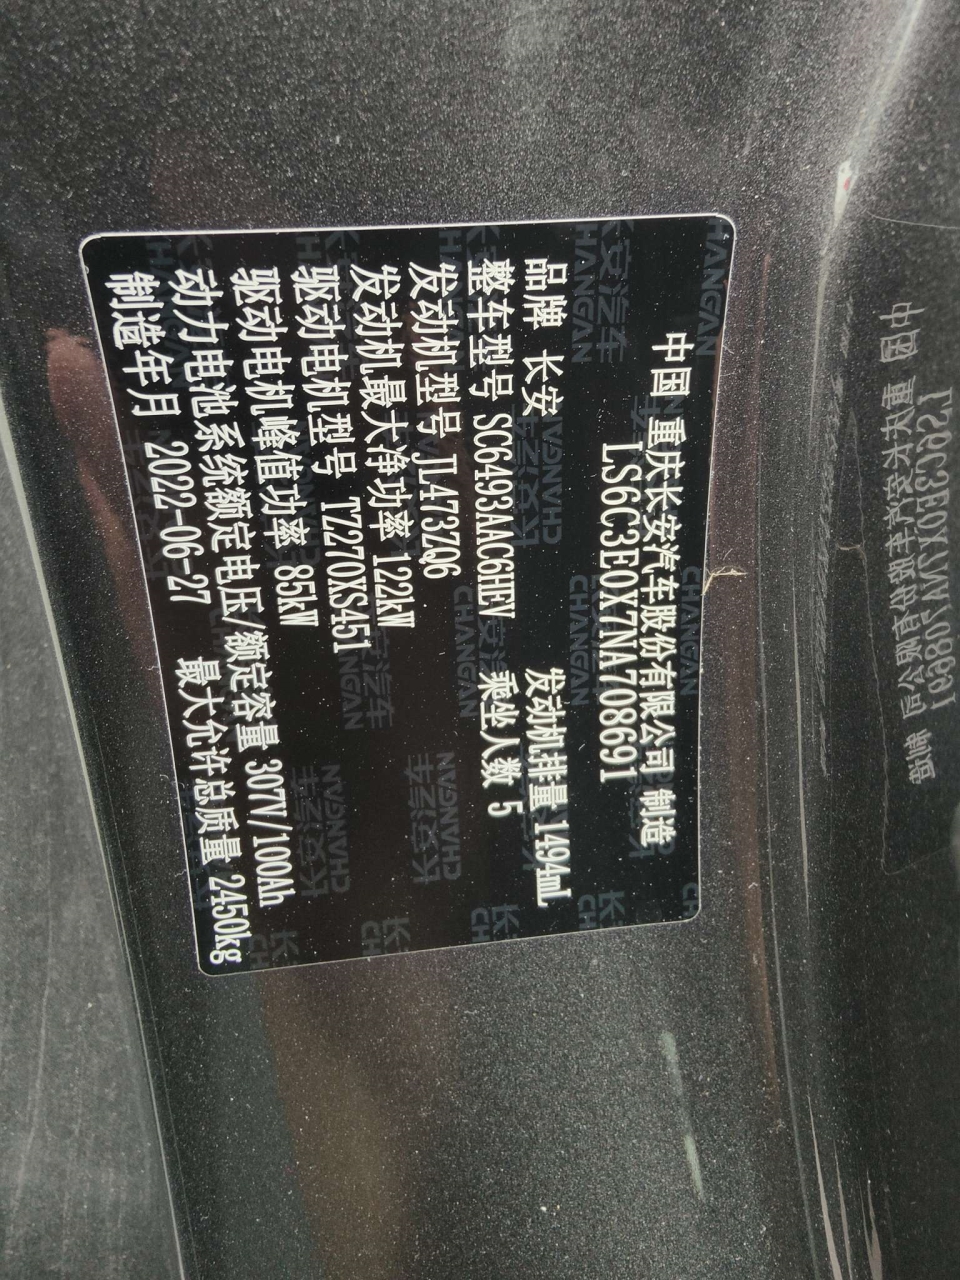 中国 重庆长安汽车股份有限公司 制造
LS6C3E0X7NA708691
品牌 长安 发动机排量 1494mL
整车型号 SC6493AAC6HEV 乘坐人数 5
发动机型号 JL473ZQ6
发动机最大净功率 122kW
驱动电机型号 TZ270XS451
驱动电机峰值功率 85kW
动力电池系统额定电压/额定容量 307V/100Ah
制造年月 2022-06-27 最大允许总质量 2450kg